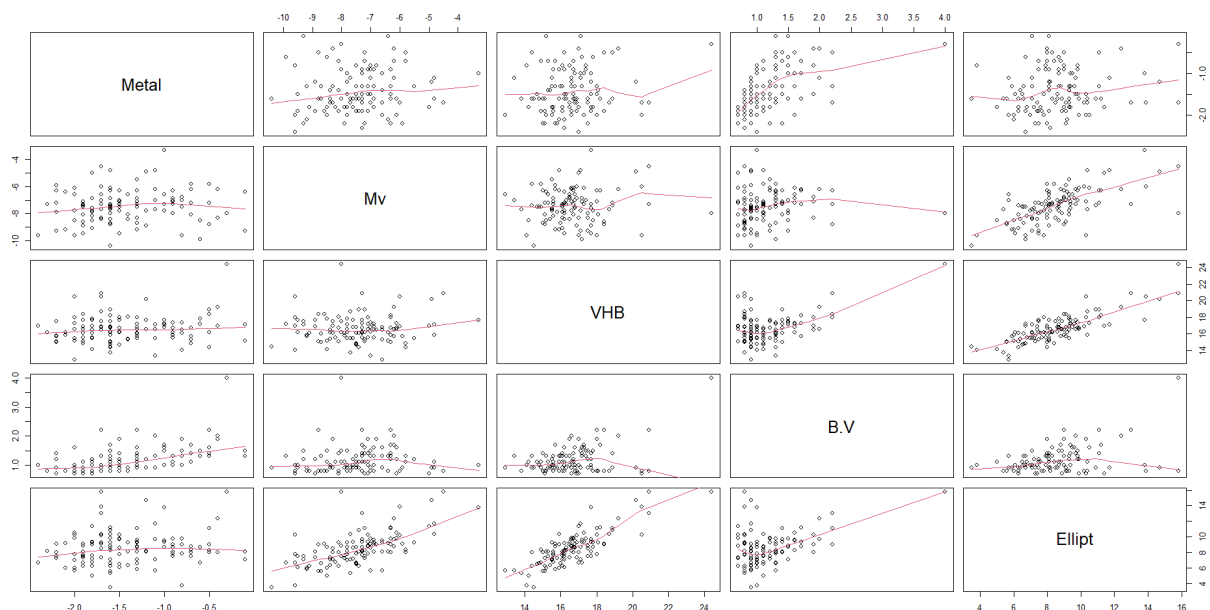 -10 -9 -8 -7 -6 -5 -4
1.0 1.5 2.0 2.5 3.0 3.5 4.0
Metal
-2.0 -1.0
-10 -8 -6 -4
Mv
VHB
14 16 18 20 22 24
1.0 2.0 3.0 4.0
B.V
4 6 8 10 12 14
Ellipt
-2.0 -1.5 -1.0 -0.5
14 16 18 20 22 24
4 6 8 10 12 14 16